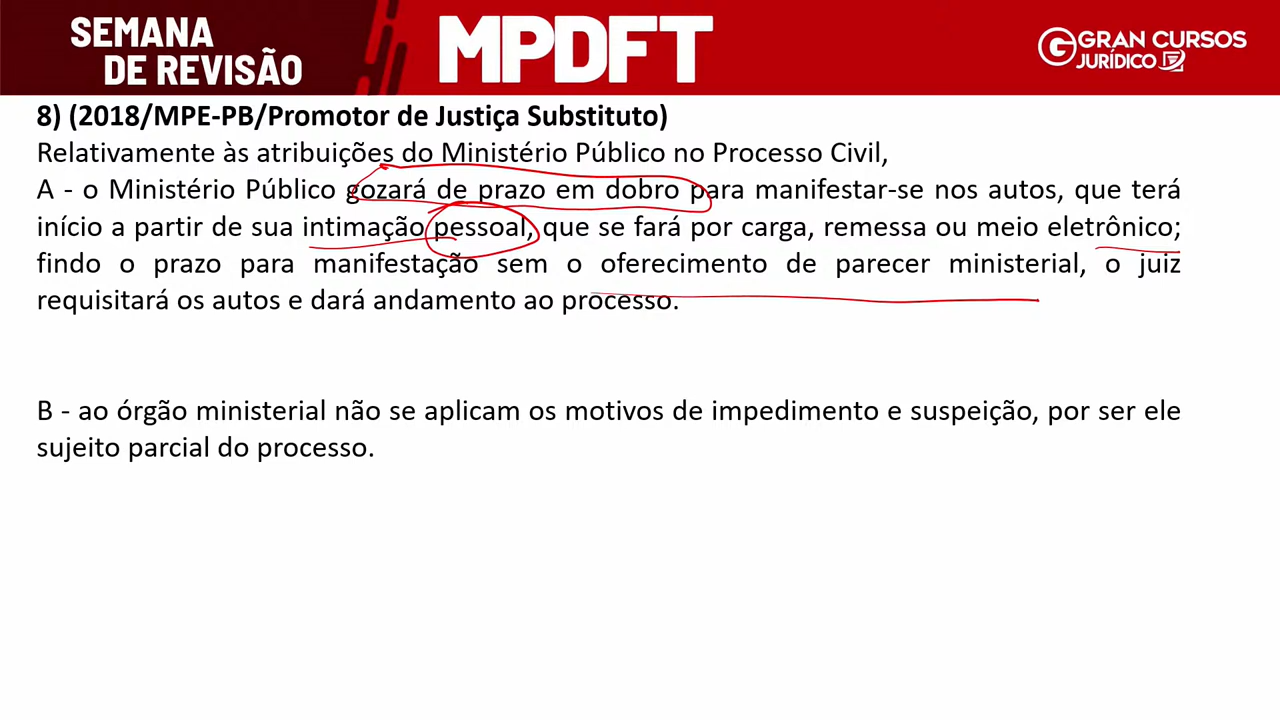 SEMANA
DE REVISÃO
MPDFT
GRAN CURSOS
JURÍDICO
8) (2018/MPE-PB/Promotor de Justiça Substituto)
Relativamente às atribuições do Ministério Público no Processo Civil,
A - o Ministério Público gozará de prazo em dobro para manifestar-se nos autos, que terá
início a partir de sua intimação pessoal, que se fará por carga, remessa ou meio eletrônico;
findo o prazo para manifestação sem o oferecimento de parecer ministerial, o juiz
requisitará os autos e dará andamento ao processo.
B - ao órgão ministerial não se aplicam os motivos de impedimento e suspeição, por ser ele
sujeito parcial do processo.